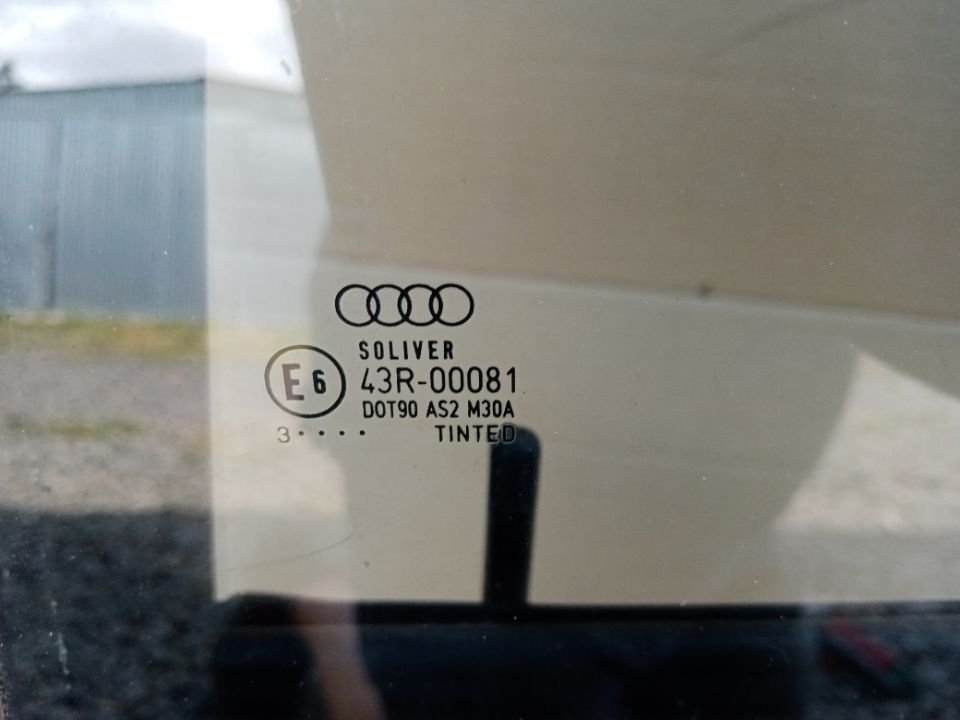 SOLIVER
E6 43R-00081
DOT90 AS2 M30A
3···· TINTED